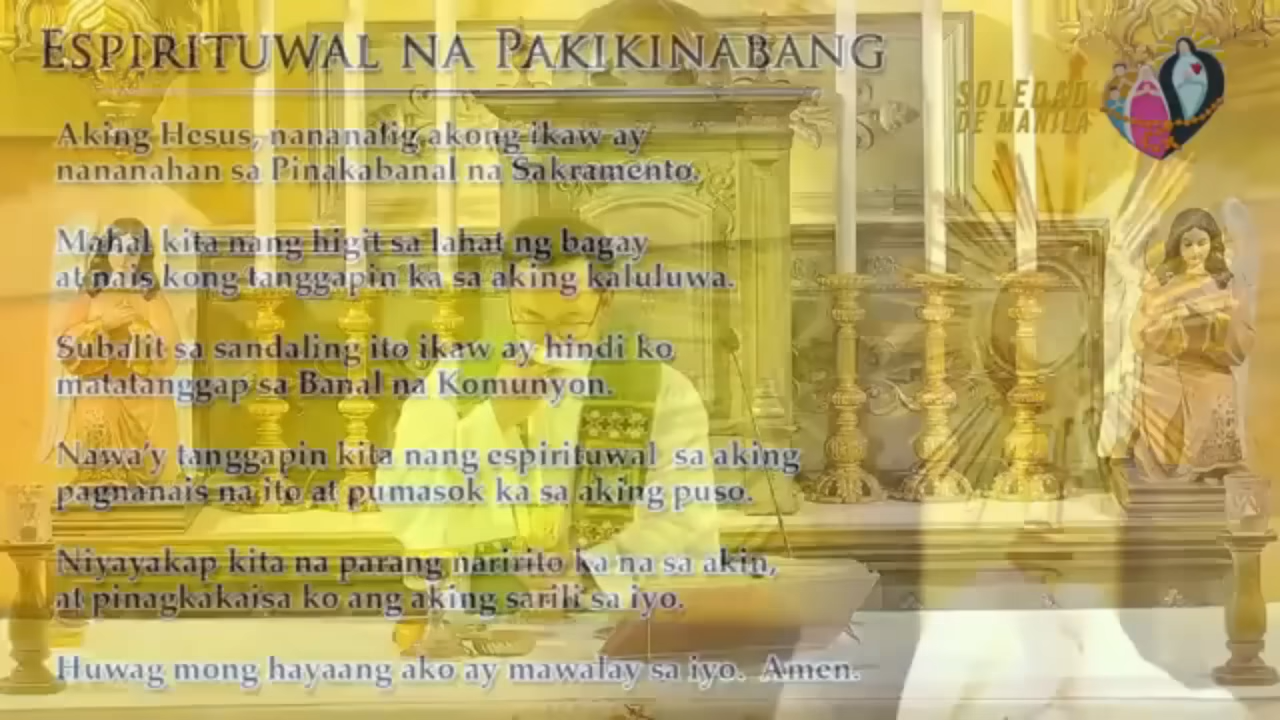 ESPIRITUWAL NA PAKIKINABANG
SOLEDAD
DE MANILA
Aking Hesus, nananalig akong ikaw ay
nananahan sa Pinakabanal na Sakramento.
Mahal kita nang higit sa lahat ng bagay
at nais kong tanggapin ka sa aking kaluluwa.
Subalit sa sandaling ito ikaw ay hindi ko
matatanggap sa Banal na Komunyon.
Nawa'y tanggapin kita nang espirituwal sa aking
pagnanais na ito at pumasok ka sa aking puso.
Niyayakap kita na parang naririto ka na sa akin,
at pinagkakaisa ko ang aking sarili sa iyo.
Huwag mong hayaang ako ay mawalay sa iyo. Amen.